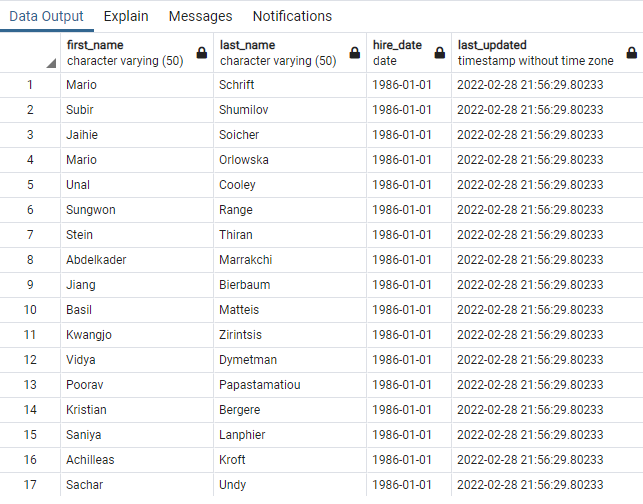 Data Output Explain Messages Notifications
first_name last_name hire_date last_updated
character varying (50) character varying (50) date timestamp without time zone
1 Mario Schrift 1986-01-01 2022-02-28 21:56:29.80233
2 Subir Shumilov 1986-01-01 2022-02-28 21:56:29.80233
3 Jaihie Soicher 1986-01-01 2022-02-28 21:56:29.80233
4 Mario Orlowska 1986-01-01 2022-02-28 21:56:29.80233
5 Unal Cooley 1986-01-01 2022-02-28 21:56:29.80233
6 Sungwon Range 1986-01-01 2022-02-28 21:56:29.80233
7 Stein Thiran 1986-01-01 2022-02-28 21:56:29.80233
8 Abdelkader Marrakchi 1986-01-01 2022-02-28 21:56:29.80233
9 Jiang Bierbaum 1986-01-01 2022-02-28 21:56:29.80233
10 Basil Matteis 1986-01-01 2022-02-28 21:56:29.80233
11 Kwangjo Zirintsis 1986-01-01 2022-02-28 21:56:29.80233
12 Vidya Dymetman 1986-01-01 2022-02-28 21:56:29.80233
13 Poorav Papastamatiou 1986-01-01 2022-02-28 21:56:29.80233
14 Kristian Bergere 1986-01-01 2022-02-28 21:56:29.80233
15 Saniya Lanphier 1986-01-01 2022-02-28 21:56:29.80233
16 Achilleas Kroft 1986-01-01 2022-02-28 21:56:29.80233
17 Sachar Undy 1986-01-01 2022-02-28 21:56:29.80233